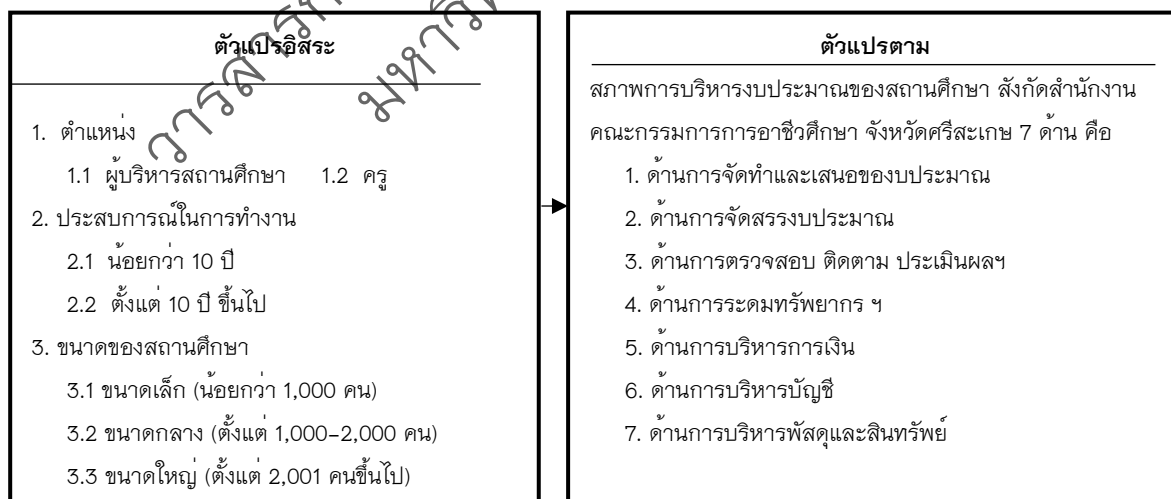 ตัวแปรอิสระ
1. ตำแหน่ง
1.1 ผู้บริหารสถานศึกษา 1.2 ครู
2. ประสบการณ์ในการทำงาน
2.1 น้อยกว่า 10 ปี
2.2 ตั้งแต่ 10 ปี ขึ้นไป
3. ขนาดของสถานศึกษา
3.1 ขนาดเล็ก (น้อยกว่า 1,000 คน)
3.2 ขนาดกลาง (ตั้งแต่ 1,000-2,000 คน)
3.3 ขนาดใหญ่ (ตั้งแต่ 2,001 คนขึ้นไป)
ตัวแปรตาม
สภาพการบริหารงบประมาณของสถานศึกษา สังกัดสำนักงาน
คณะกรรมการการอาชีวศึกษา จังหวัดศรีสะเกษ 7 ด้าน คือ
1. ด้านการจัดทำและเสนอของบประมาณ
2. ด้านการจัดสรรงบประมาณ
3. ด้านการตรวจสอบ ติดตาม ประเมินผลฯ
4. ด้านการระดมทรัพยากร ฯ
5. ด้านการบริหารการเงิน
6. ด้านการบริหารบัญชี
7. ด้านการบริหารพัสดุและสินทรัพย์